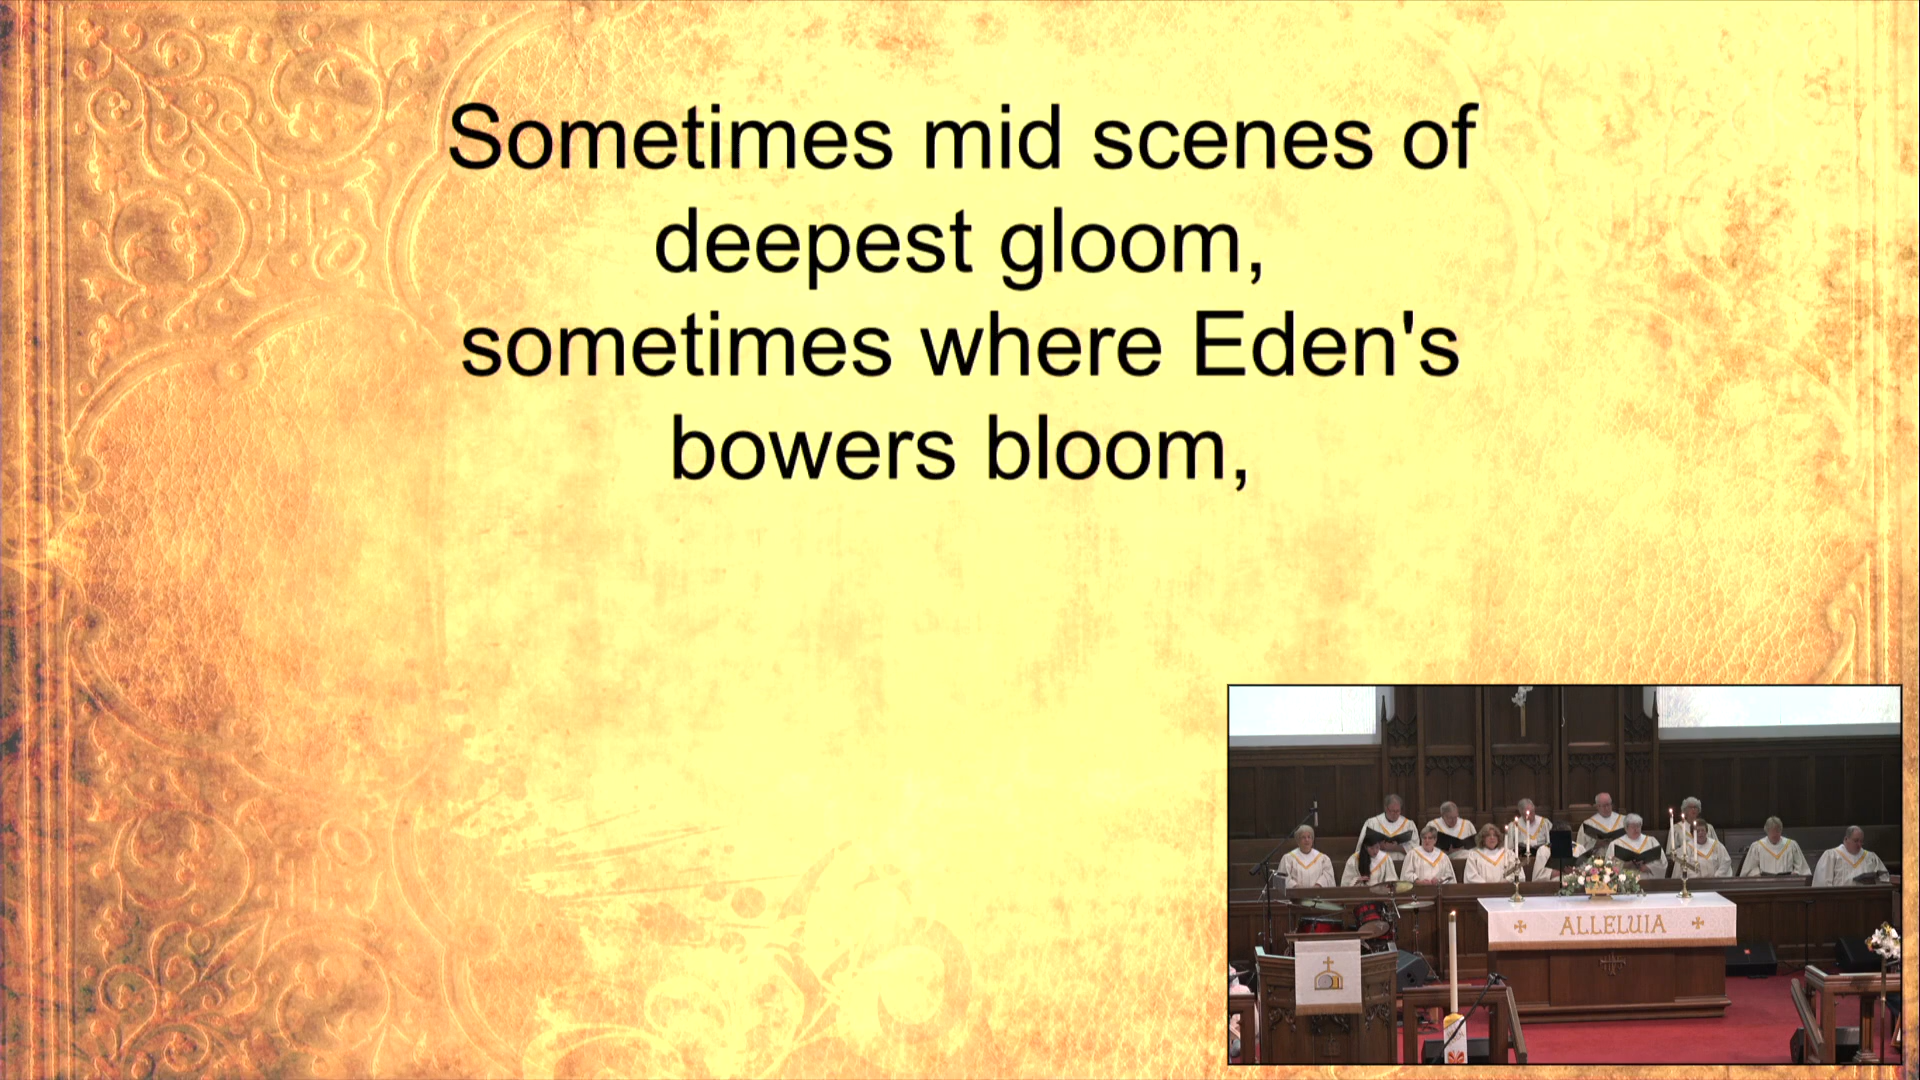 Sometimes mid scenes of
deepest gloom,
sometimes where Eden's
bowers bloom,
ALLELUIA